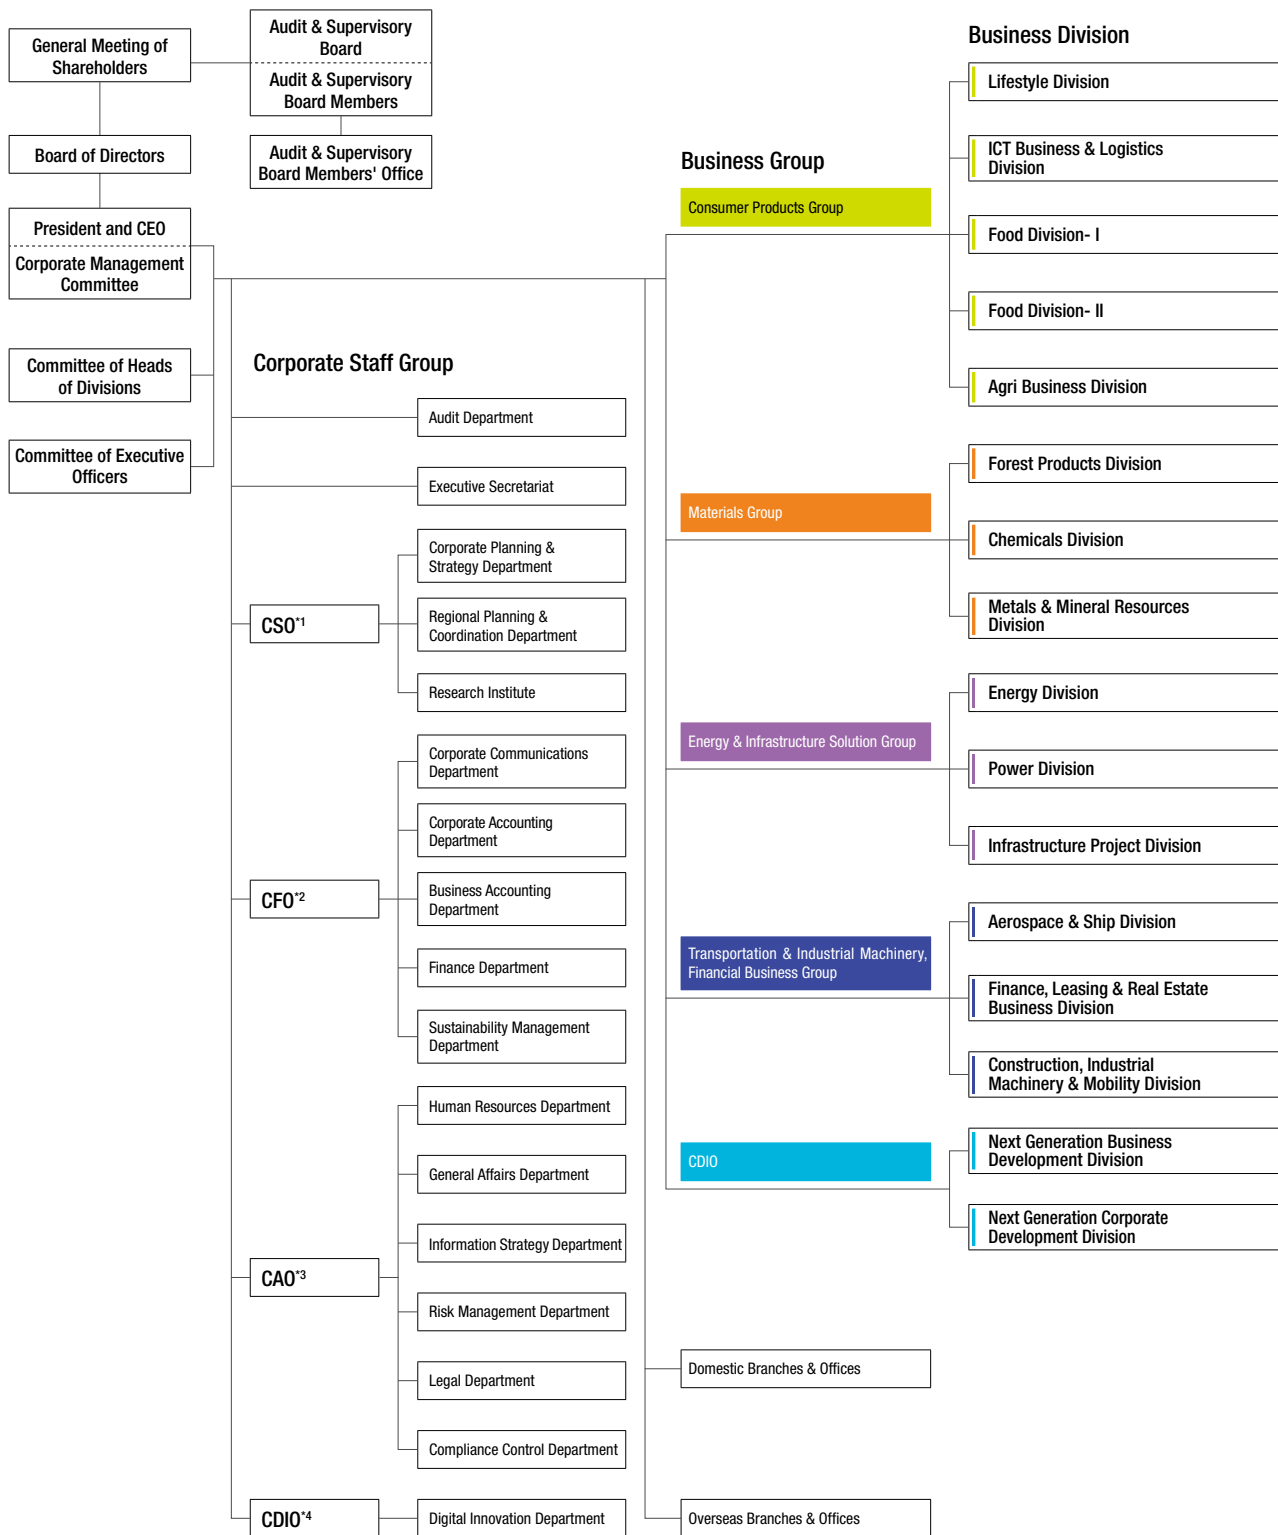 General Meeting of
Shareholders
Audit & Supervisory
Board
Audit & Supervisory
Board Members
Board of Directors
Audit & Supervisory
Board Members' Office
President and CEO
Corporate Management
Committee
Committee of Heads
of Divisions
Committee of Executive
Officers
Corporate Staff Group
Audit Department
Executive Secretariat
CSO*1
Corporate Planning &
Strategy Department
Regional Planning &
Coordination Department
Research Institute
CFO*2
Corporate Communications
Department
Corporate Accounting
Department
Business Accounting
Department
Finance Department
Sustainability Management
Department
CAO*3
Human Resources Department
General Affairs Department
Information Strategy Department
Risk Management Department
Legal Department
Compliance Control Department
CDIO*4
Digital Innovation Department
Business Group
Business Division
Consumer Products Group
Lifestyle Division
ICT Business & Logistics
Division
Food Division- I
Food Division- II
Agri Business Division
Materials Group
Forest Products Division
Chemicals Division
Metals & Mineral Resources
Division
Energy & Infrastructure Solution Group
Energy Division
Power Division
Infrastructure Project Division
Transportation & Industrial Machinery,
Financial Business Group
Aerospace & Ship Division
Finance, Leasing & Real Estate
Business Division
Construction, Industrial
Machinery & Mobility Division
CDIO
Next Generation Business
Development Division
Next Generation Corporate
Development Division
Domestic Branches & Offices
Overseas Branches & Offices